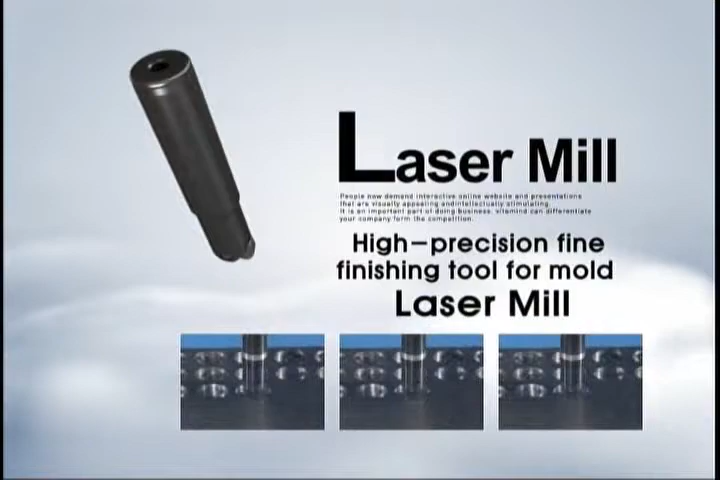 Laser Mill
People now demand interactive online website and presentations
that are visually appealing andintellectually stimulating.
It is an important part of doing business. vitamind can differentiate
your company form the competition.
High-precision fine
finishing tool for mold
Laser Mill